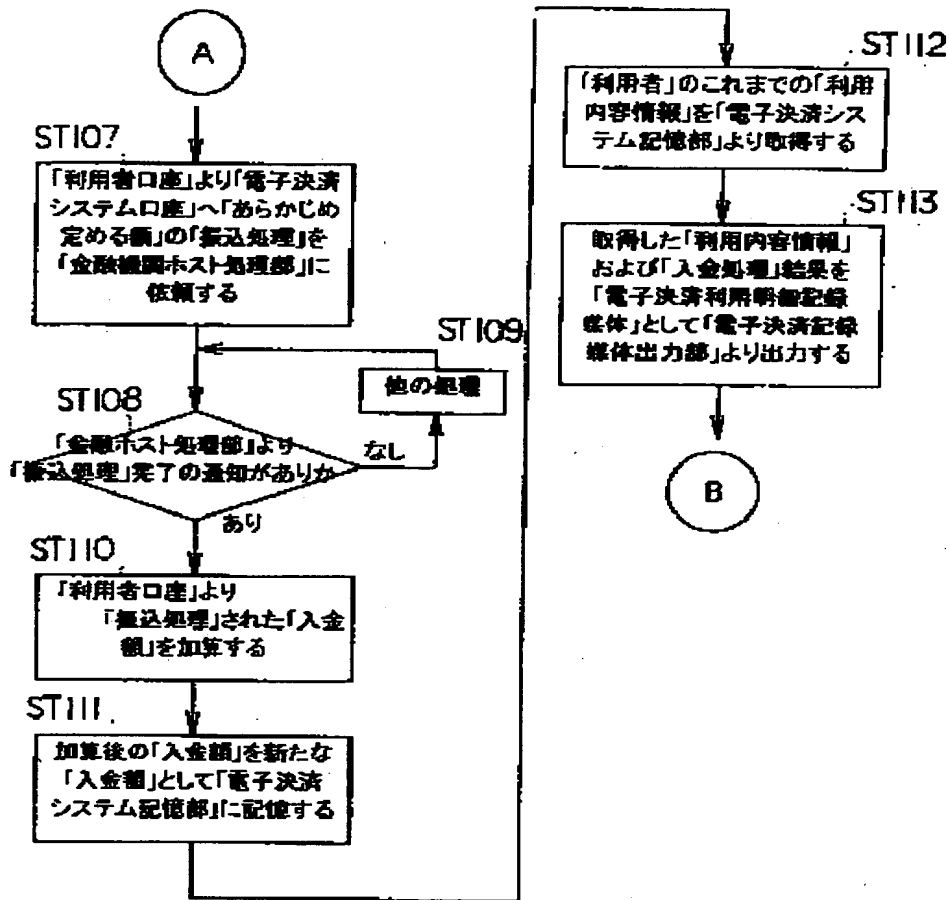 A
ST107
「利用者口座」より「電子決済
システム口座」へ「あらかじめ
定める額」の「振込処理」を
「金融機関ホスト処理部」に
依頼する
ST109
他の処理
ST108
「金融ホスト処理部」より
「振込処理」完了の通知がありか
なし
あり
ST110
「利用者口座」より
「振込処理」された「入金
額」を加算する
ST111
加算後の「入金額」を新たな
「入金額」として「電子決済
システム記憶部」に記憶する
ST112
「利用者」のこれまでの「利用
内容情報」を「電子決済シス
テム記憶部」より取得する
ST113
取得した「利用内容情報」
および「入金処理」結果を
「電子決済利用明細記録
媒体」として「電子決済記録
媒体出力部」より出力する
B